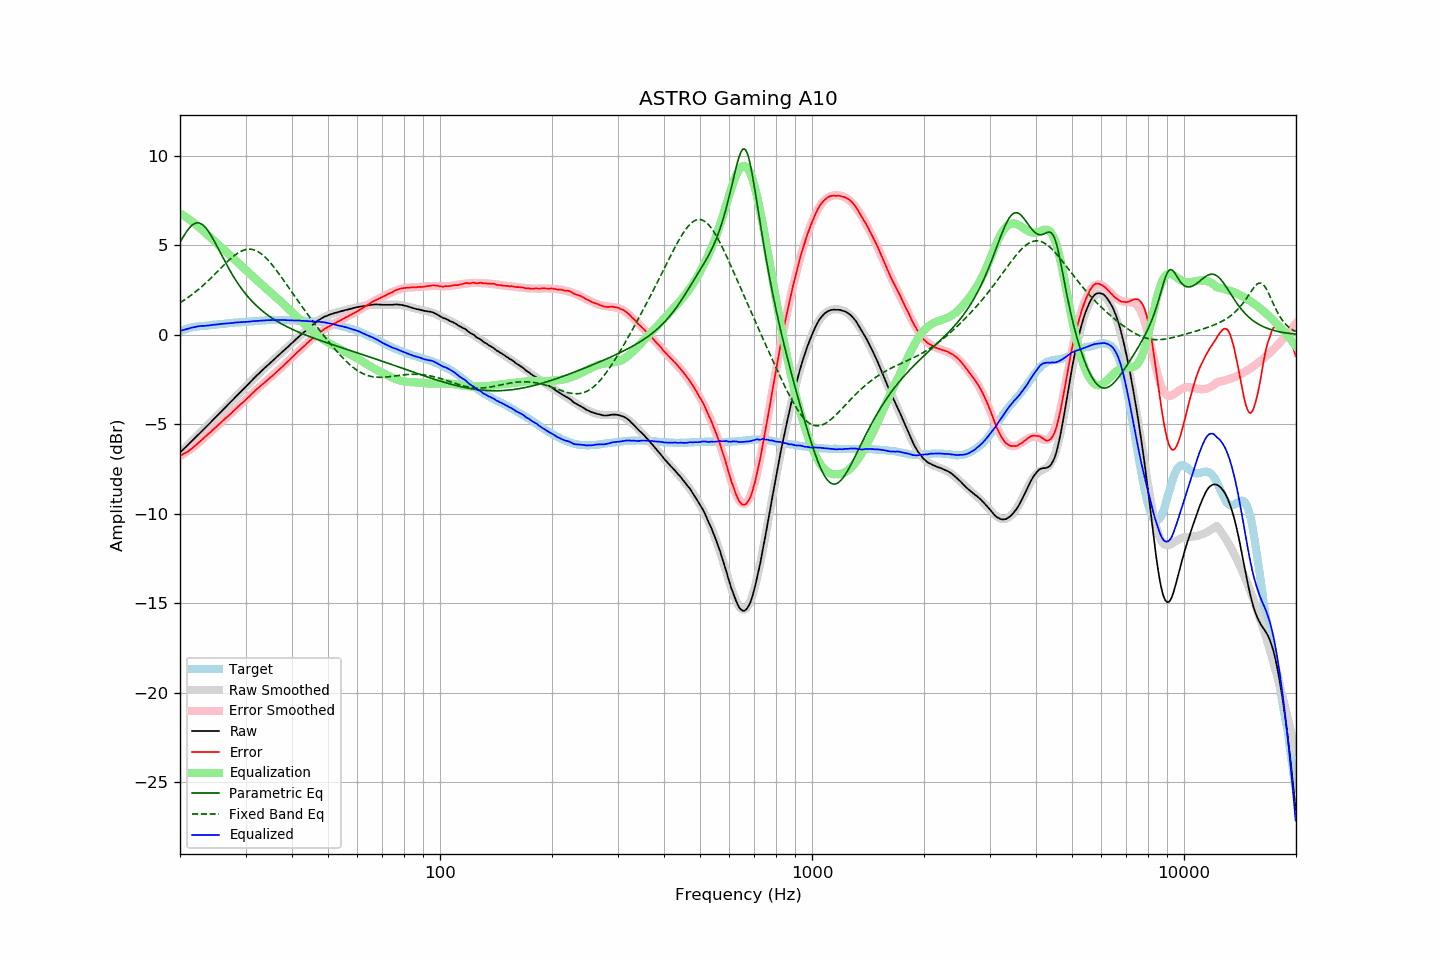 ASTRO Gaming A10
Amplitude (dBr)
10
5
0
−5
−10
−15
−20
−25
Target
Raw Smoothed
Error Smoothed
Raw
Error
Equalization
Parametric Eq
Fixed Band Eq
Equalized
100
1000
10000
Frequency (Hz)